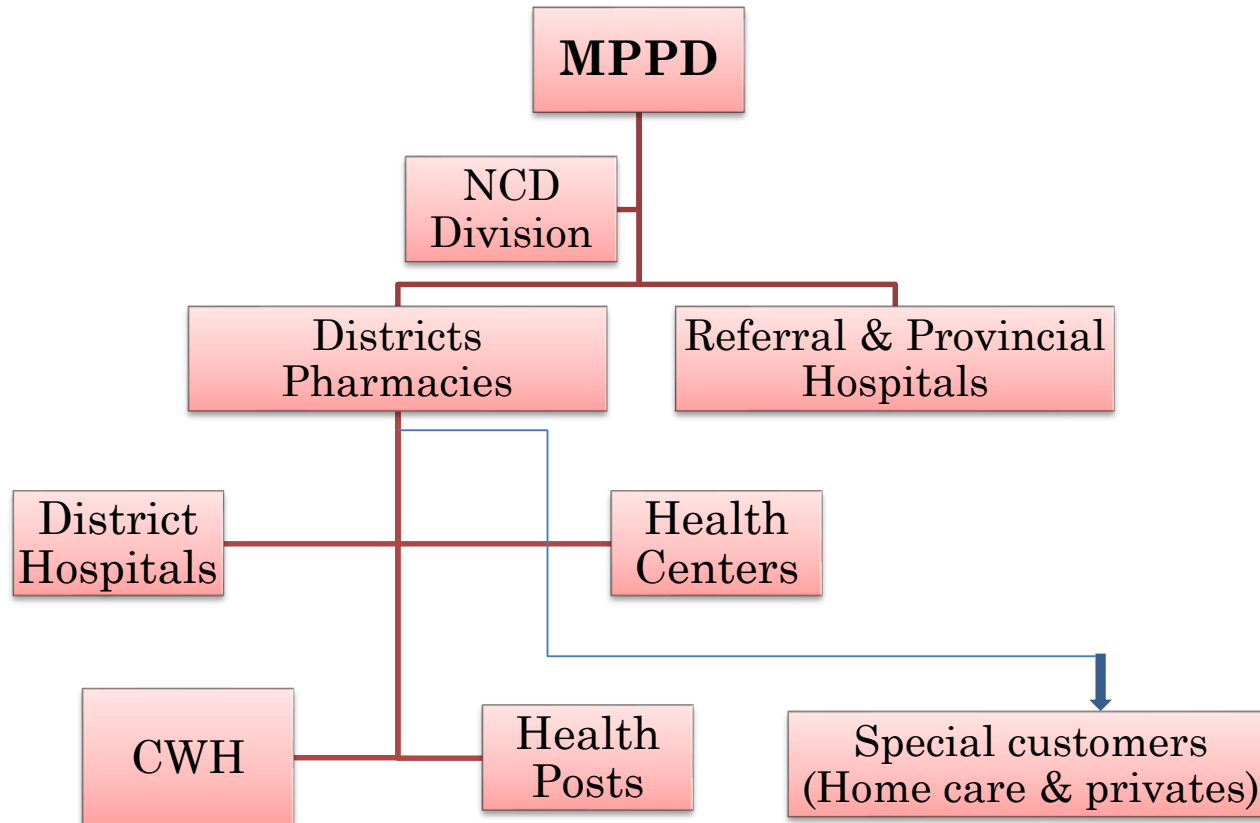 MPPD
NCD
Division
Districts
Pharmacies
Referral & Provincial
Hospitals
District
Hospitals
Health
Centers
CWH
Health
Posts
Special customers
(Home care & privates)